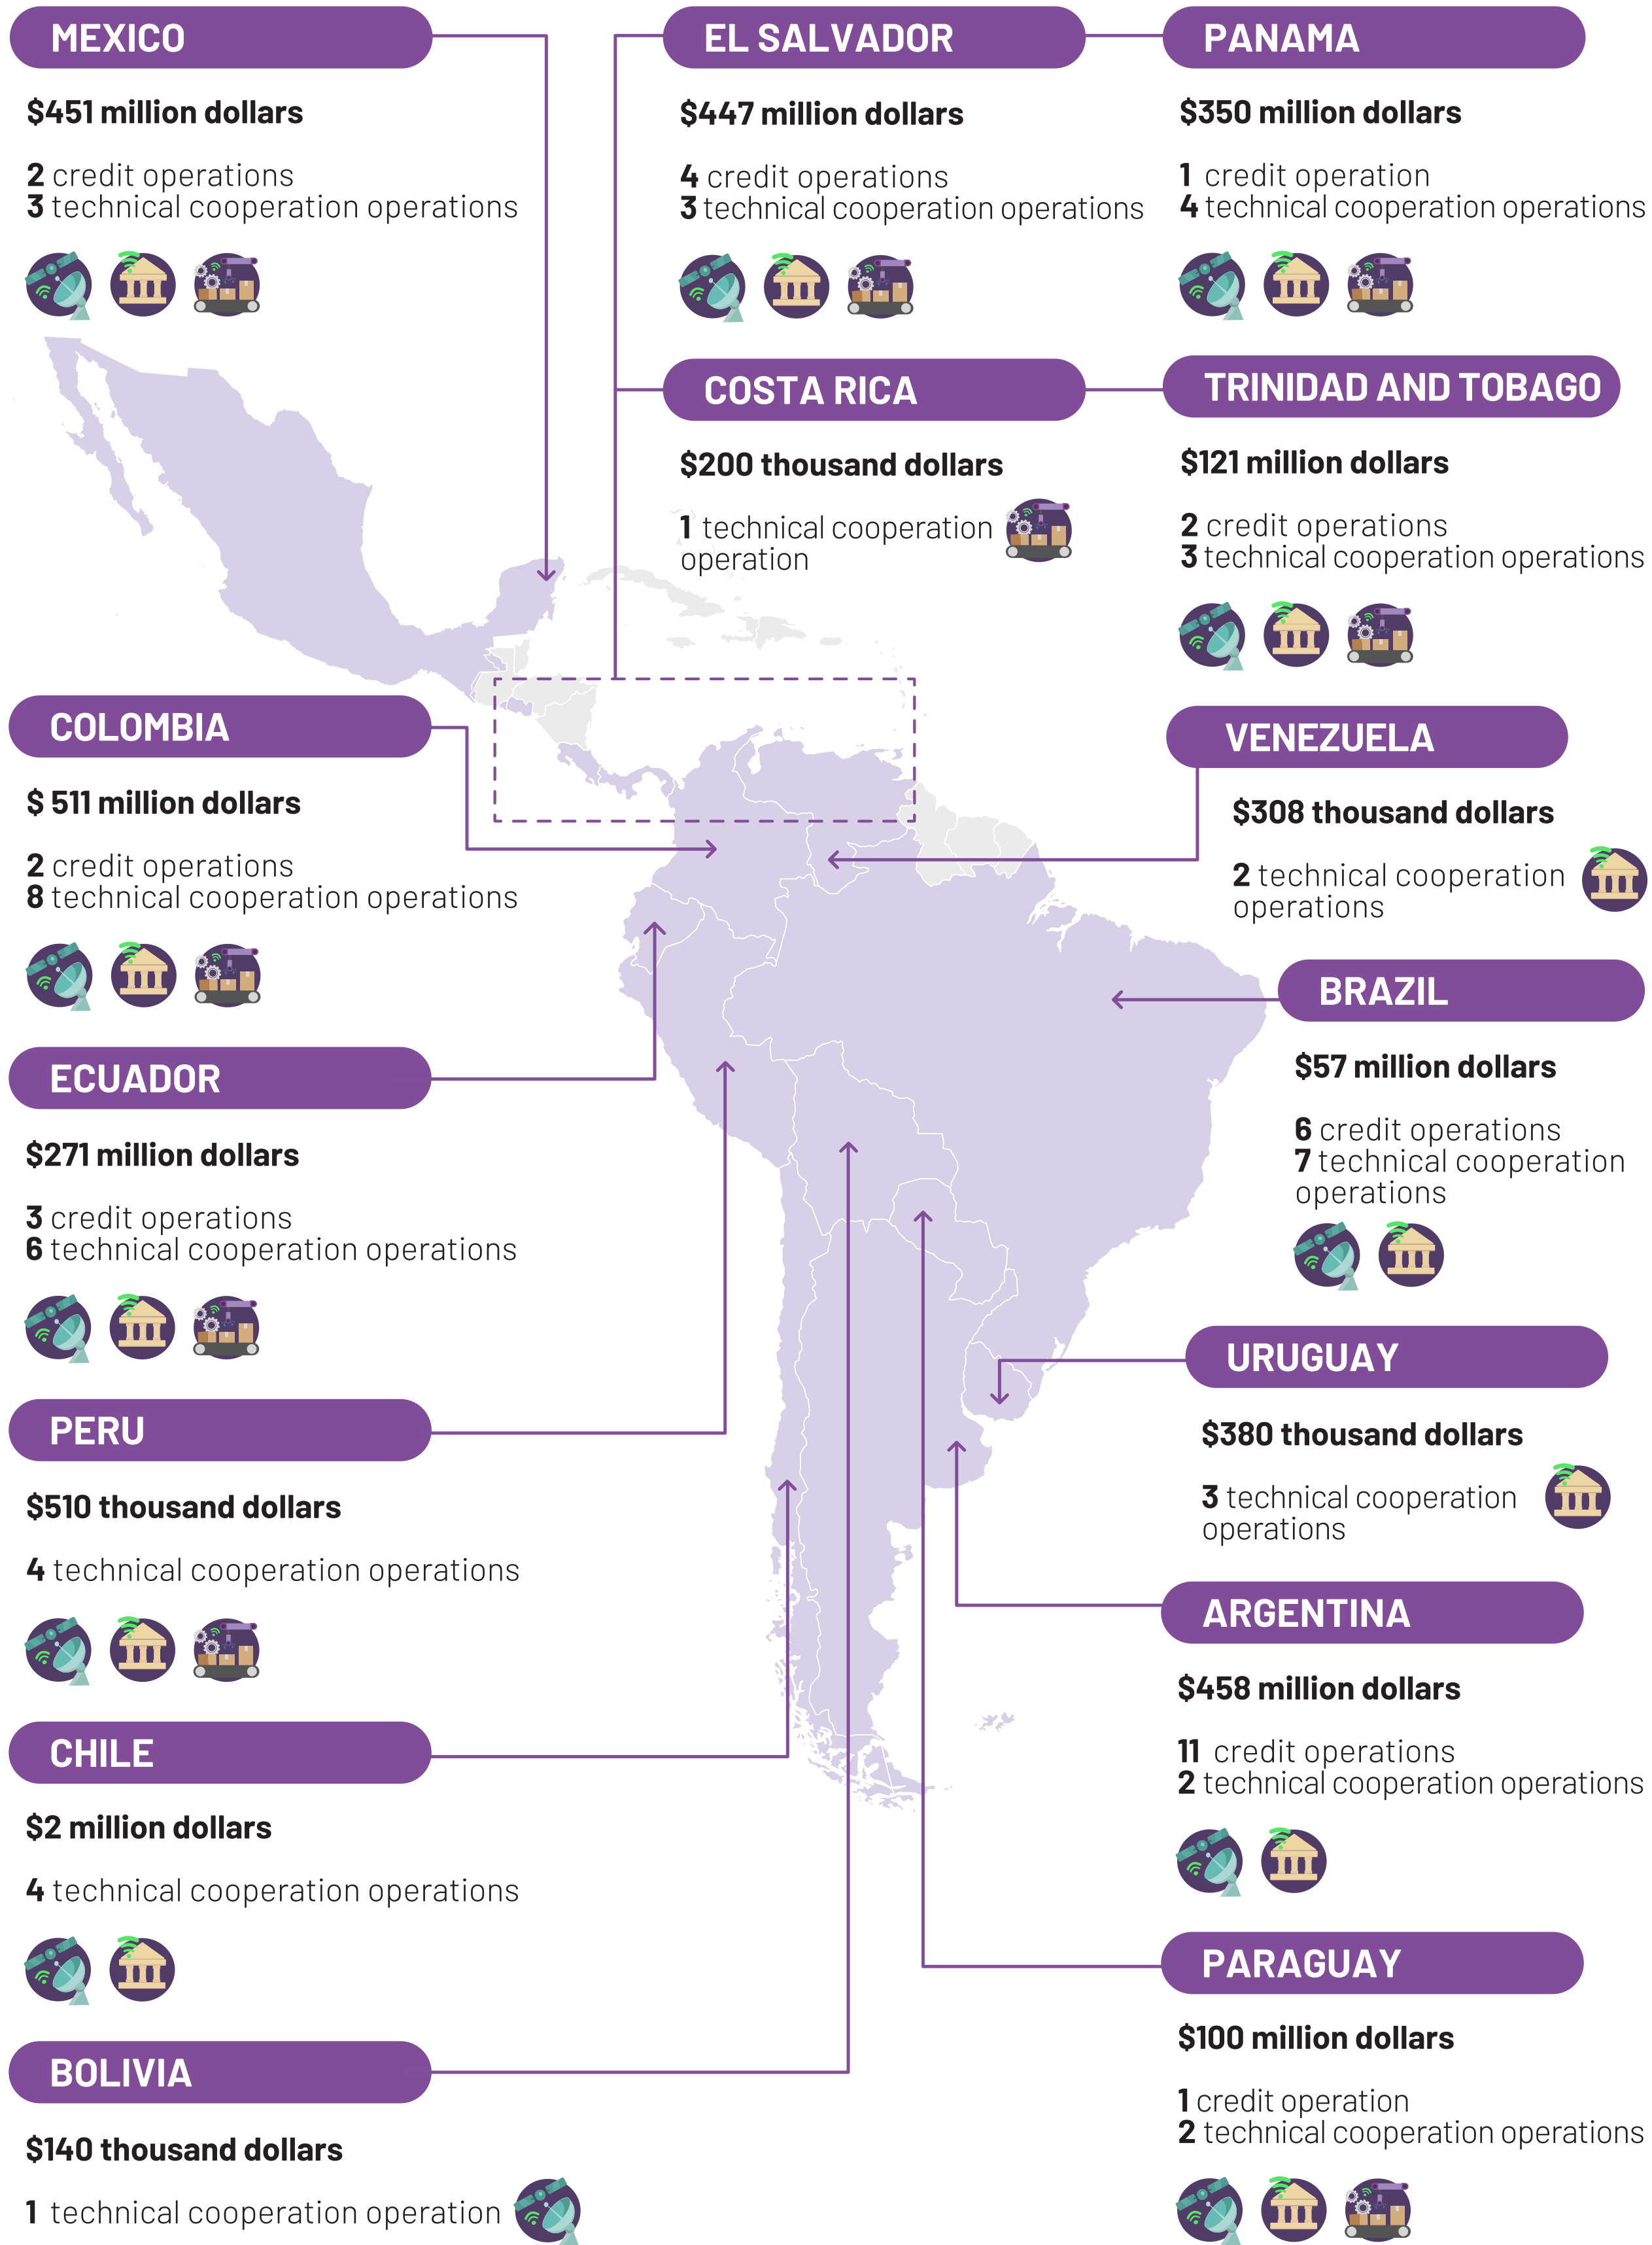 MEXICO
$451 million dollars
2 credit operations
3 technical cooperation operations
EL SALVADOR
$447 million dollars
4 credit operations
3 technical cooperation operations
PANAMA
$350 million dollars
1 credit operation
4 technical cooperation operations
COSTA RICA
$200 thousand dollars
1 technical cooperation
operation
TRINIDAD AND TOBAGO
$121 million dollars
2 credit operations
3 technical cooperation operations
COLOMBIA
$ 511 million dollars
2 credit operations
8 technical cooperation operations
VENEZUELA
$308 thousand dollars
2 technical cooperation
operations
BRAZIL
$57 million dollars
6 credit operations
7 technical cooperation
operations
ECUADOR
$271 million dollars
3 credit operations
6 technical cooperation operations
URUGUAY
$380 thousand dollars
3 technical cooperation
operations
PERU
$510 thousand dollars
4 technical cooperation operations
ARGENTINA
$458 million dollars
11 credit operations
2 technical cooperation operations
CHILE
$2 million dollars
4 technical cooperation operations
PARAGUAY
$100 million dollars
1 credit operation
2 technical cooperation operations
BOLIVIA
$140 thousand dollars
1 technical cooperation operation